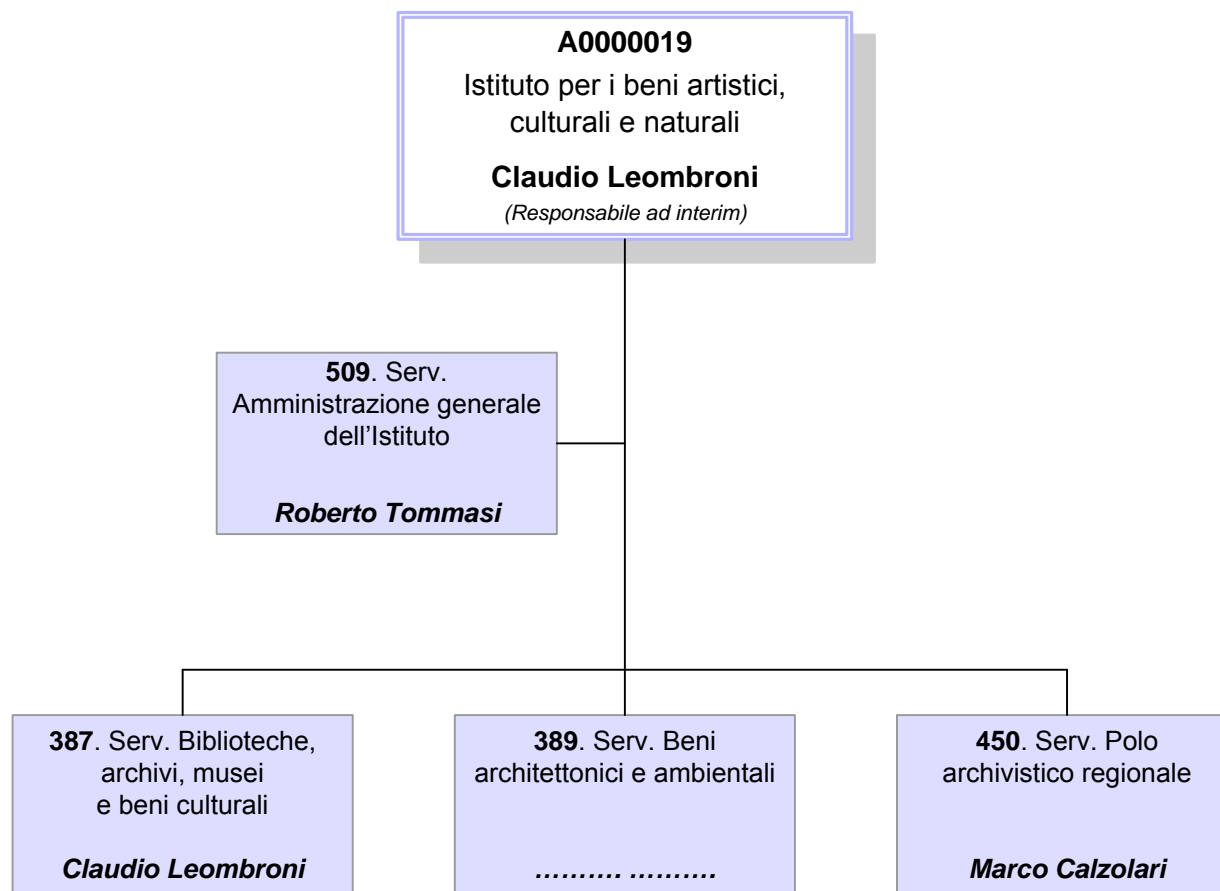 A0000019
Istituto per i beni artistici,
culturali e naturali
Claudio Leombroni
(Responsabile ad interim)
509. Serv.
Amministrazione generale
dell’Istituto
Roberto Tommasi
387. Serv. Biblioteche,
archivi, musei
e beni culturali
Claudio Leombroni
389. Serv. Beni
architettonici e ambientali
………. ……….
450. Serv. Polo
archivistico regionale
Marco Calzolari